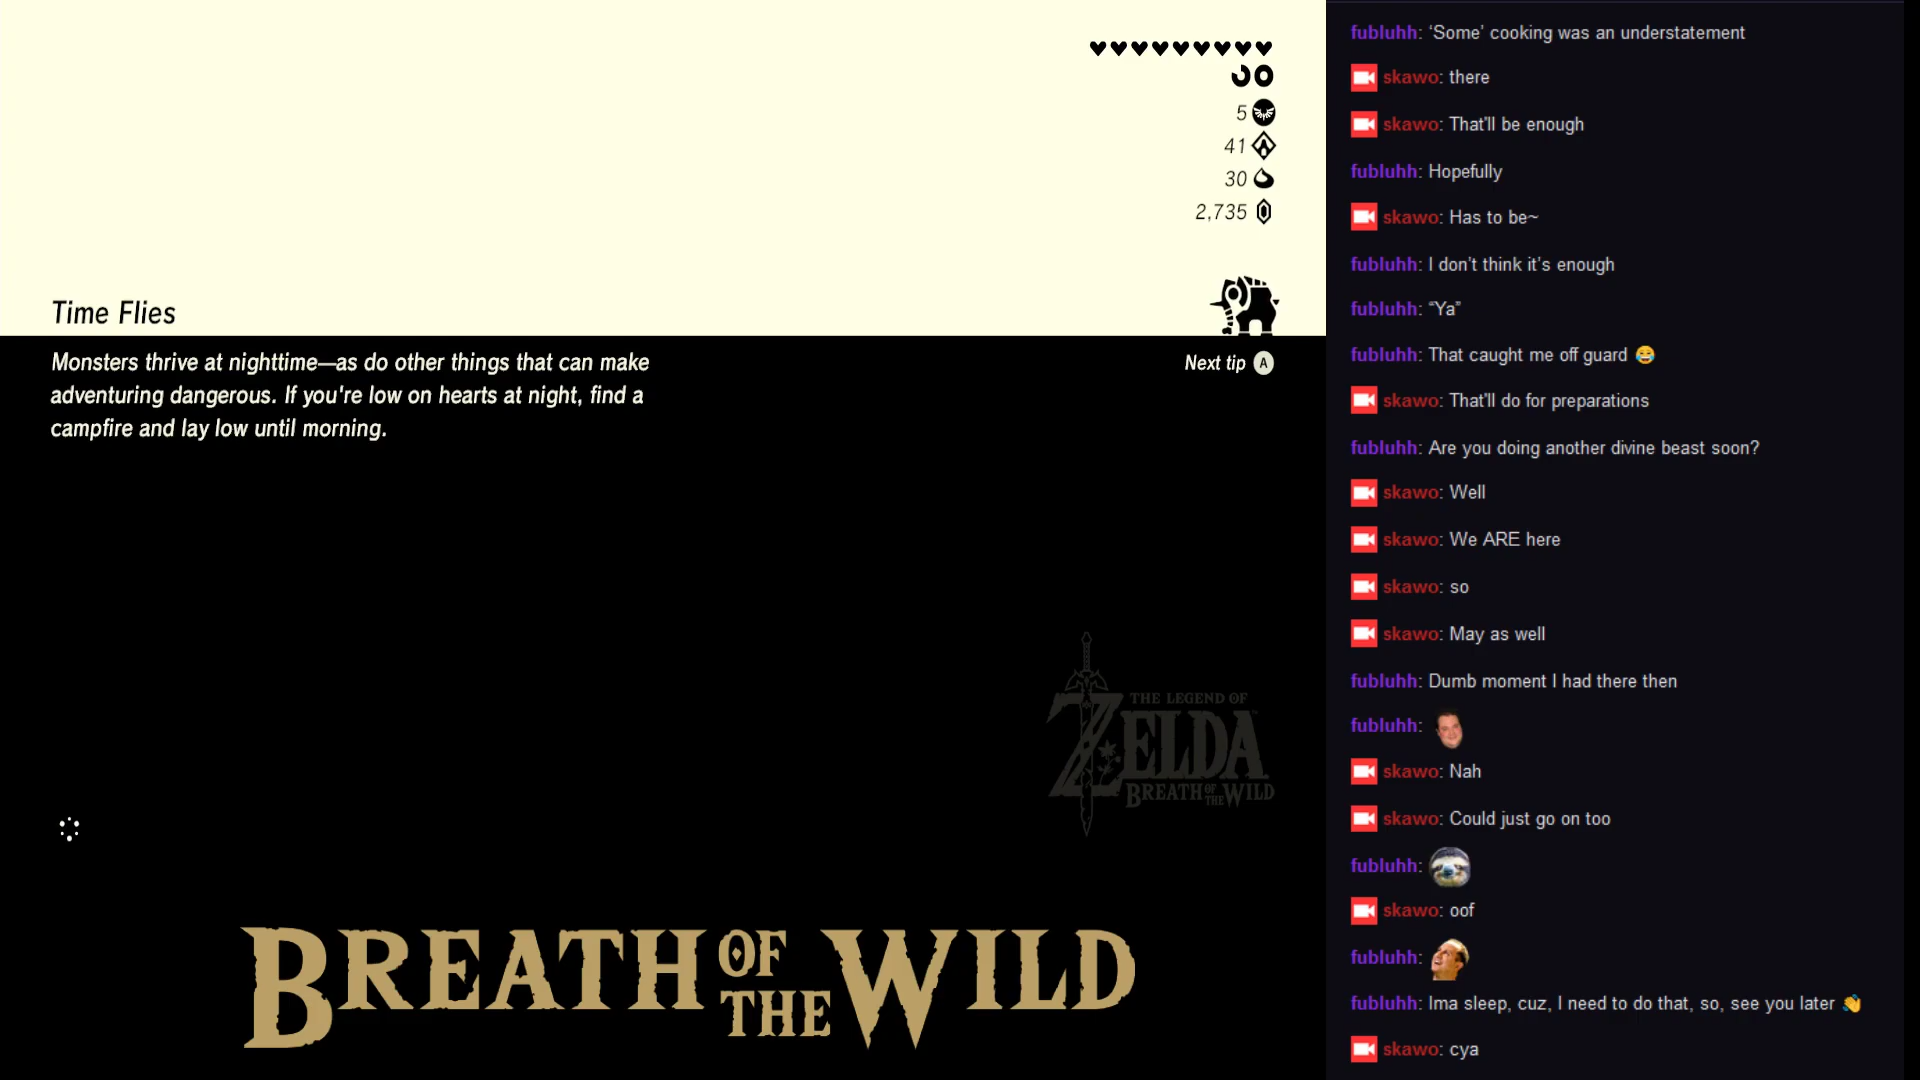 5
41
30
2,735
Time Flies
Monsters thrive at nighttime—as do other things that can make
adventuring dangerous. If you're low on hearts at night, find a
campfire and lay low until morning.
Next tip A
THE LEGEND OF
ZELDA
BREATH OF THE WILD
BREATH OF THE WILD
fubluhh: ‘Some’ cooking was an understatement
skawo: there
skawo: That'll be enough
fubluhh: Hopefully
skawo: Has to be~
fubluhh: I don’t think it’s enough
fubluhh: “Ya”
fubluhh: That caught me off guard 😂
skawo: That'll do for preparations
fubluhh: Are you doing another divine beast soon?
skawo: Well
skawo: We ARE here
skawo: so
skawo: May as well
fubluhh: Dumb moment I had there then
fubluhh:
skawo: Nah
skawo: Could just go on too
fubluhh:
skawo: oof
fubluhh:
fubluhh: Ima sleep, cuz, I need to do that, so, see you later 👋
skawo: cya